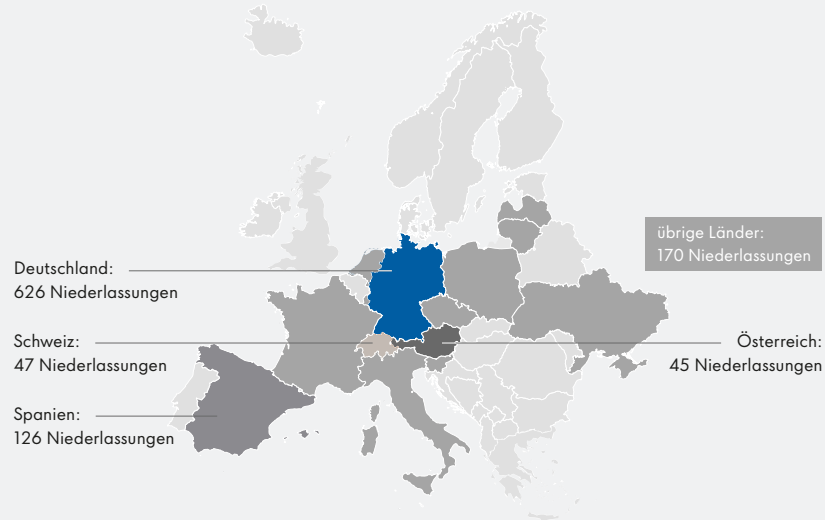 übrige Länder:
170 Niederlassungen
Deutschland:
626 Niederlassungen
Schweiz:
47 Niederlassungen
Österreich:
45 Niederlassungen
Spanien:
126 Niederlassungen